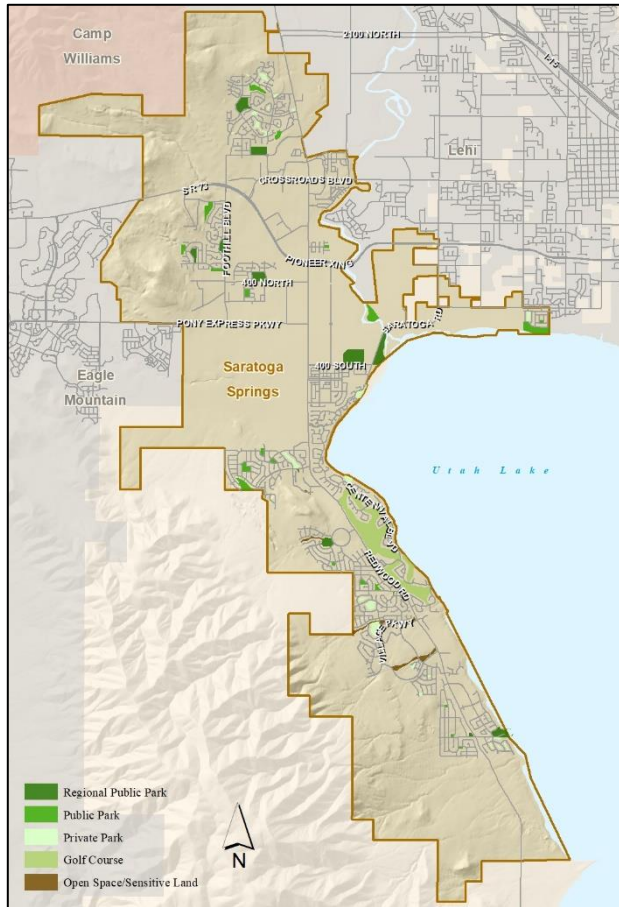 Camp
Williams
2100 NORTH
I-15
Lehi
CROSSROADS BLVD
SR 73
FOOTHILL BLVD
PIONEER XING
400 NORTH
PONY EXPRESS PKWY
SARATOGA RD
400 SOUTH
Eagle
Mountain
Saratoga
Springs
Utah Lake
CENTENNIAL BLVD
REDWOOD RD
VILLAGE PKWY
Regional Public Park
Public Park
Private Park
Golf Course
Open Space/Sensitive Land
N